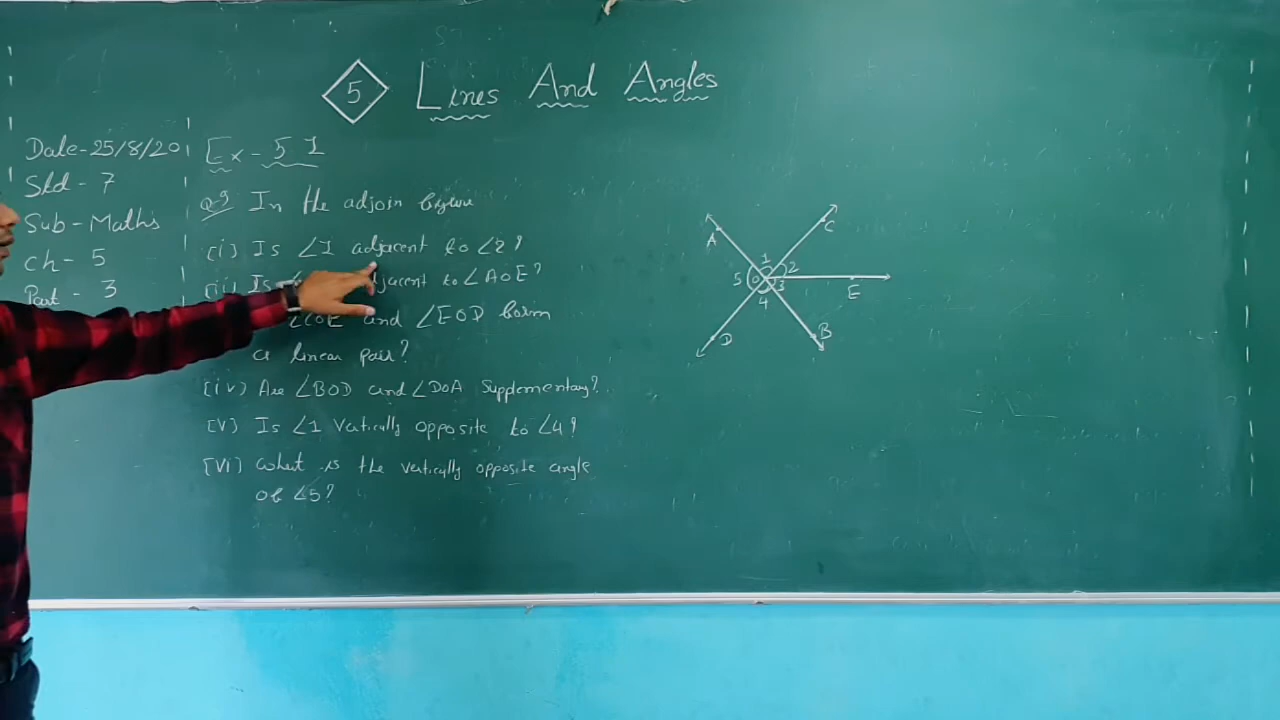 5 Lines And Angles
Date-25/8/20
Std - 7
Sub - Maths
Ch - 5
Part - 3
Ex - 5 1
Q-9 In the adjoin figure
(i) Is ∠1 adjacent to ∠2?
(ii) Is to ∠AOE?
∠COE and ∠EOD form
a linear pair?
(iv) Are ∠BOD and ∠DOA Supplementary?
(V) Is ∠1 Vertically opposite to ∠4?
(Vi) What is the vertically opposite angle
of ∠5?
A
C
1
2
5
O
3
E
4
D
B